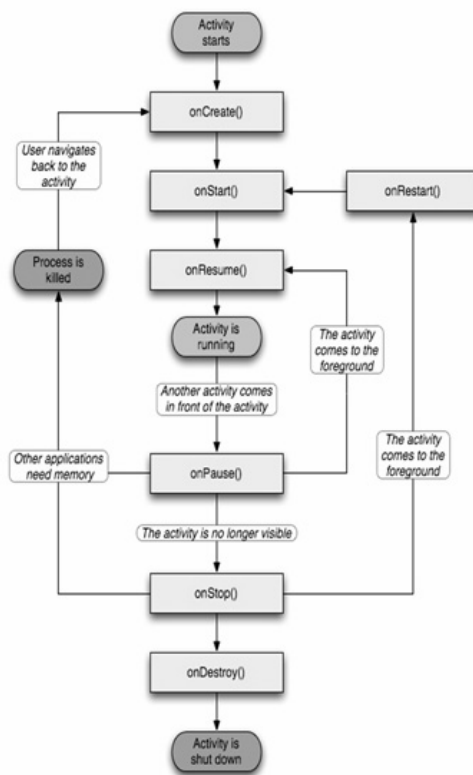 Activity
starts
onCreate()
User navigates
back to the
activity
onStart()
onRestart()
Process is
killed
onResume()
Activity is
running
The activity
comes to the
foreground
Another activity comes
in front of the activity
The activity
comes to the
foreground
Other applications
need memory
onPause()
The activity is no longer visible
onStop()
onDestroy()
Activity is
shut down